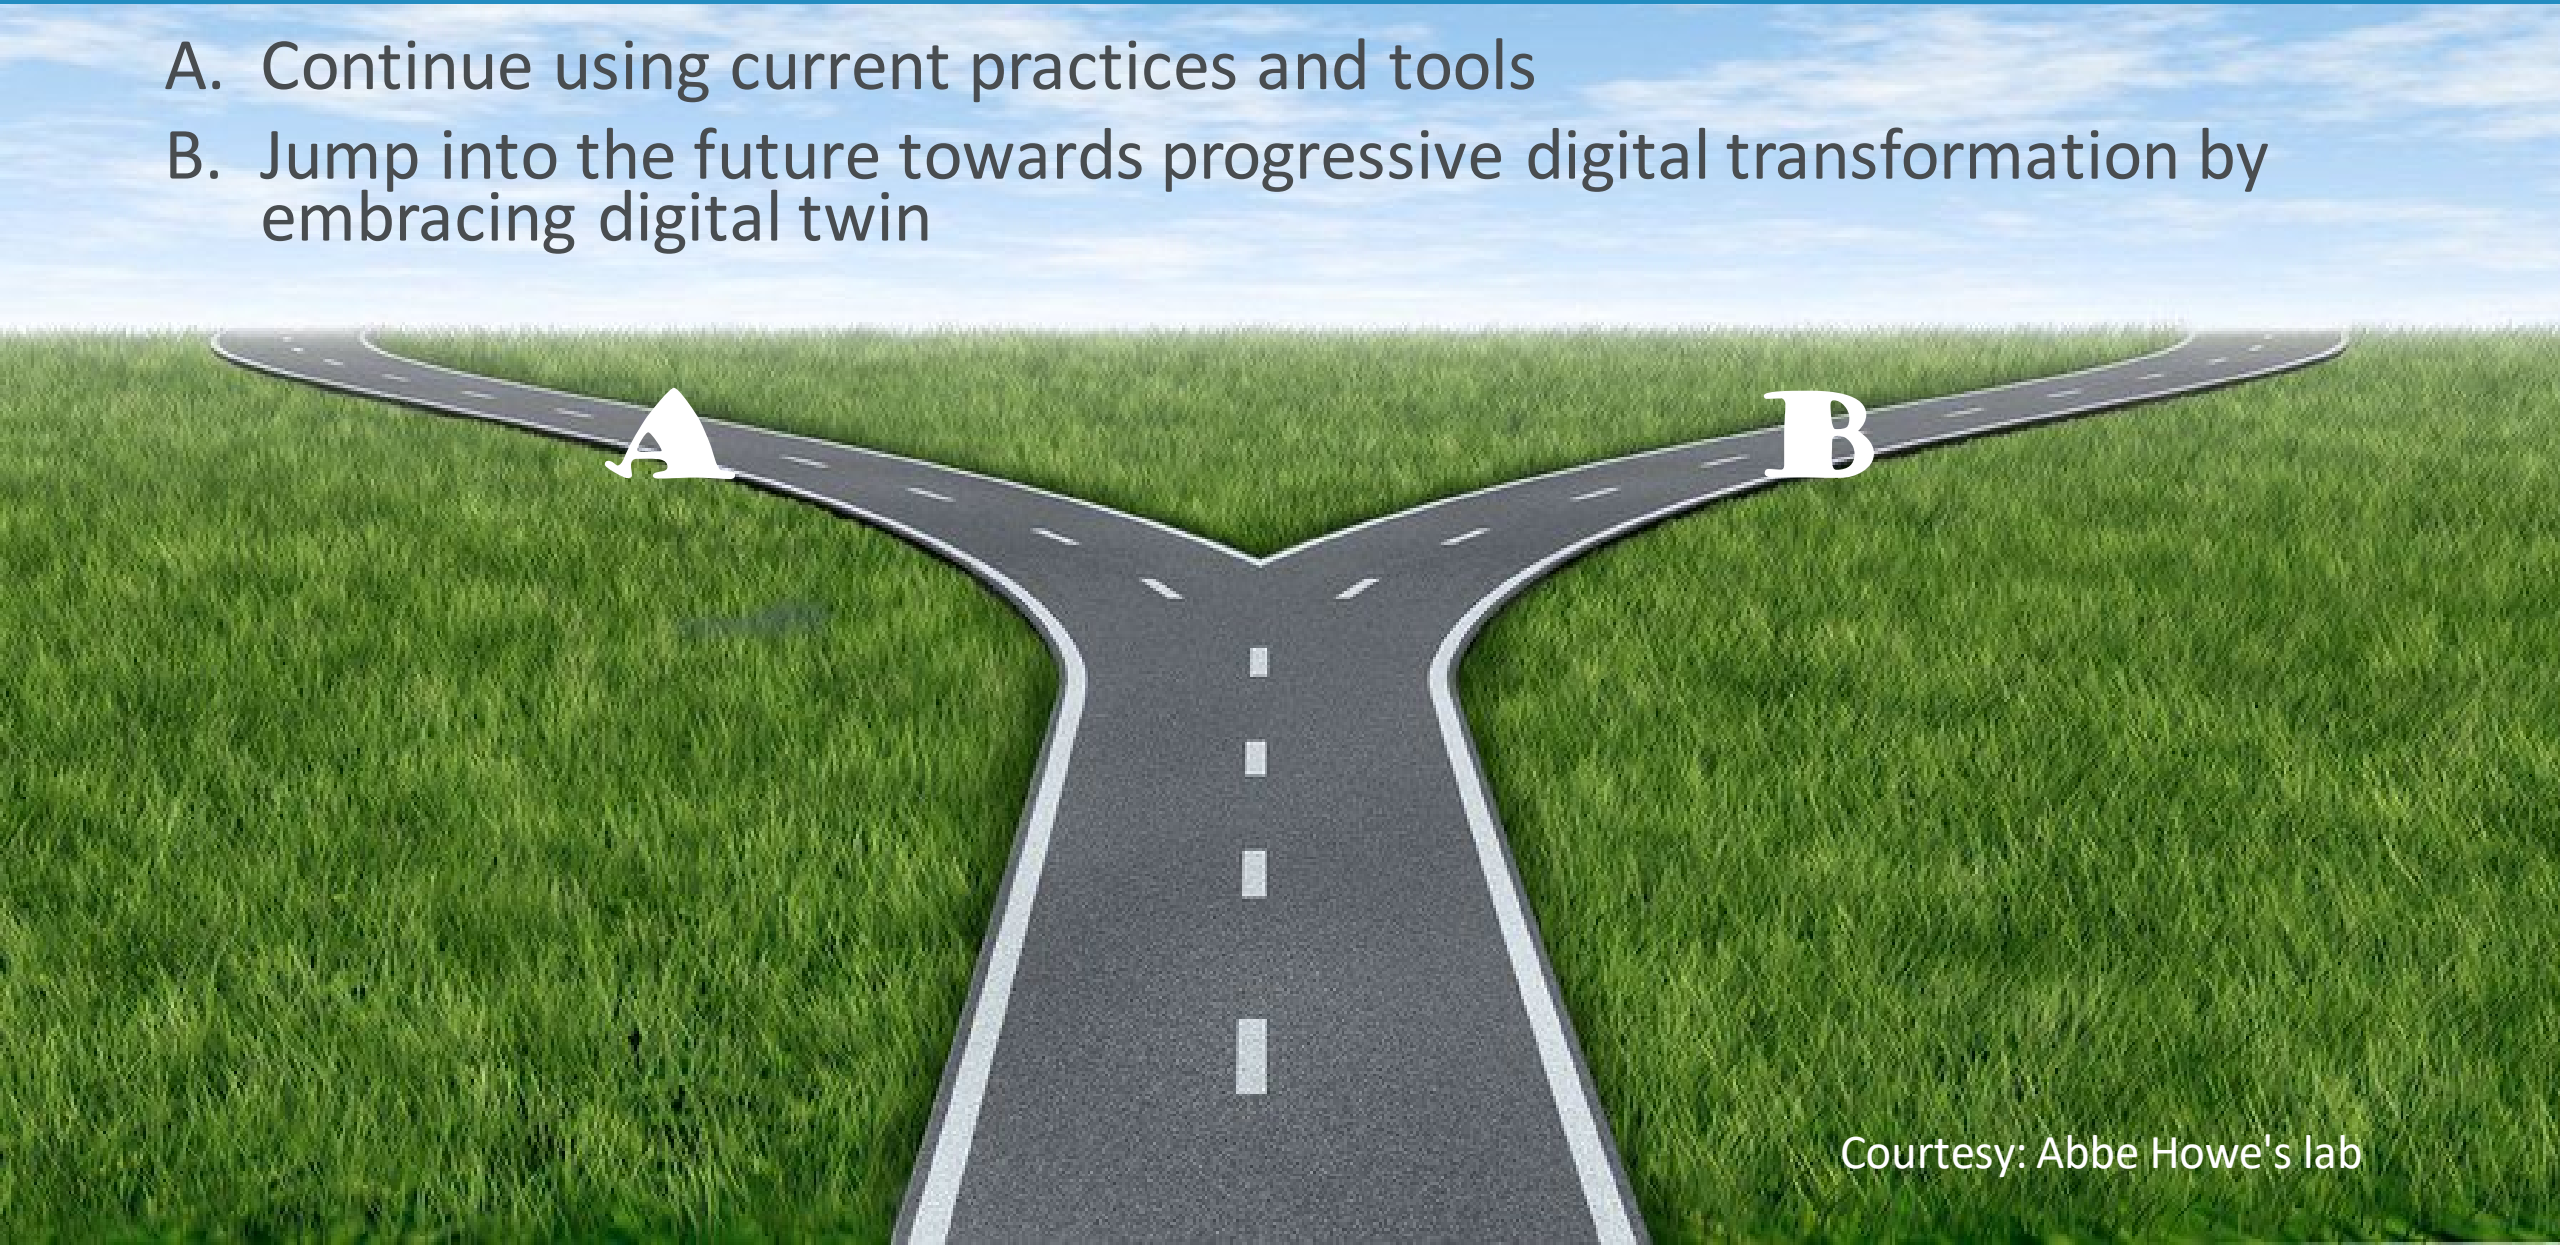 A. Continue using current practices and tools
B. Jump into the future towards progressive digital transformation by
embracing digital twin
A
B
Courtesy: Abbe Howe's lab